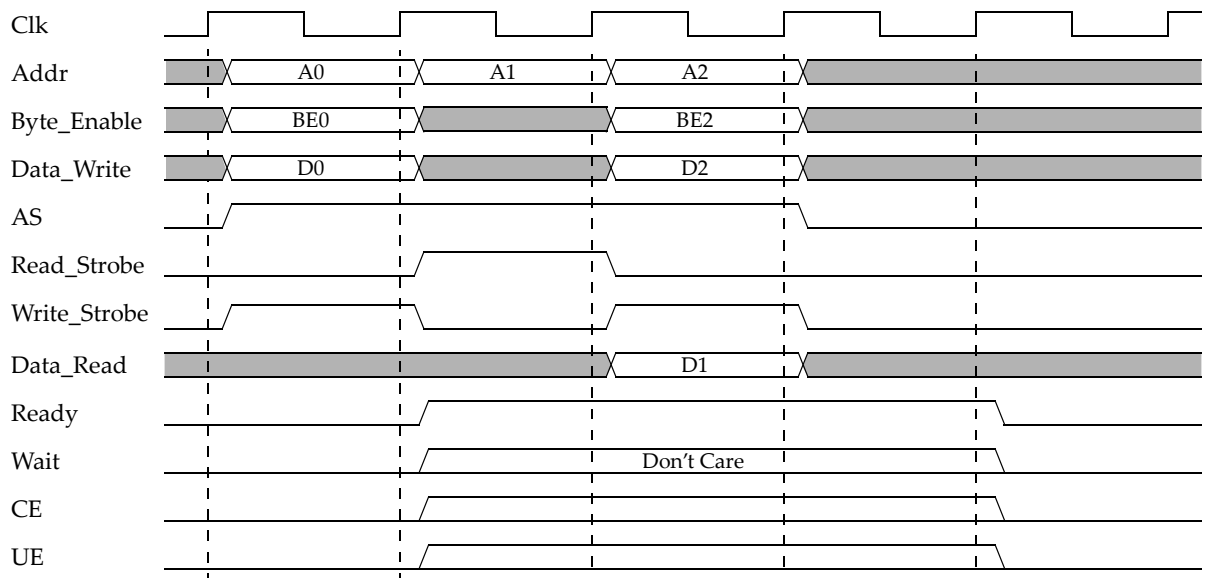 Clk
Addr A0 A1 A2
Byte_Enable BE0 BE2
Data_Write D0 D2
AS
Read_Strobe
Write_Strobe
Data_Read D1
Ready
Wait Don't Care
CE
UE